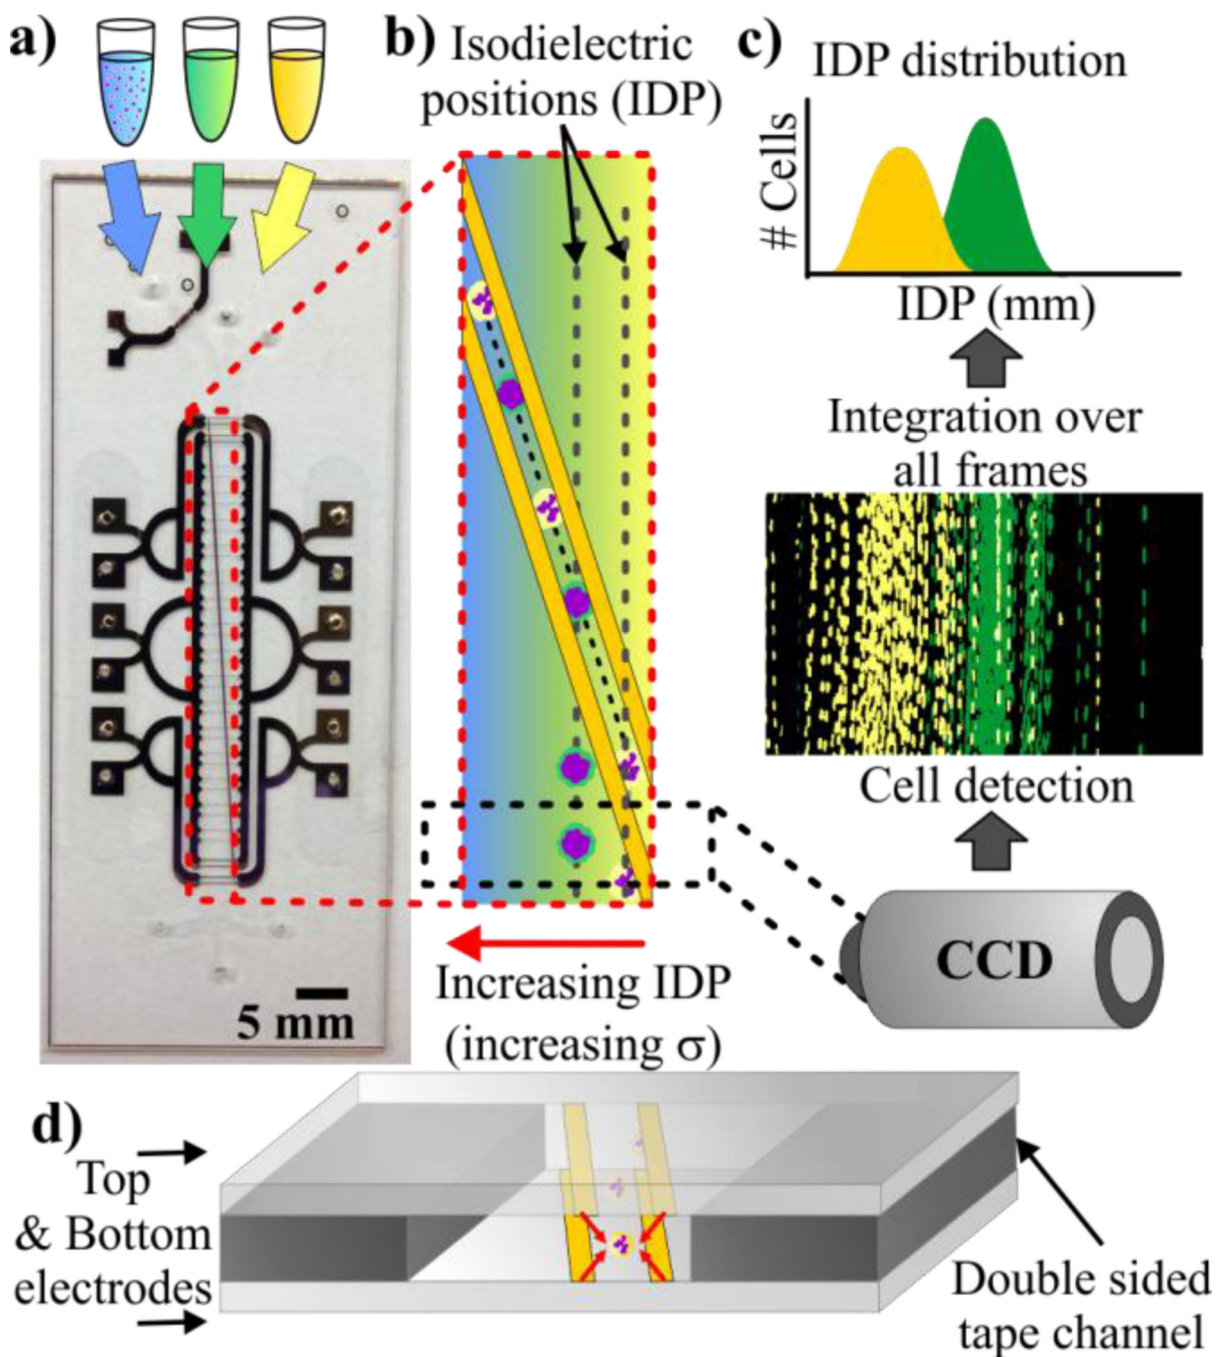 a)
5 mm
b)
Isodielectric
positions (IDP)
Increasing IDP
(increasing σ)
c)
IDP distribution
# Cells
IDP (mm)
Integration over
all frames
Cell detection
CCD
d)
Top
& Bottom
electrodes
Double sided
tape channel